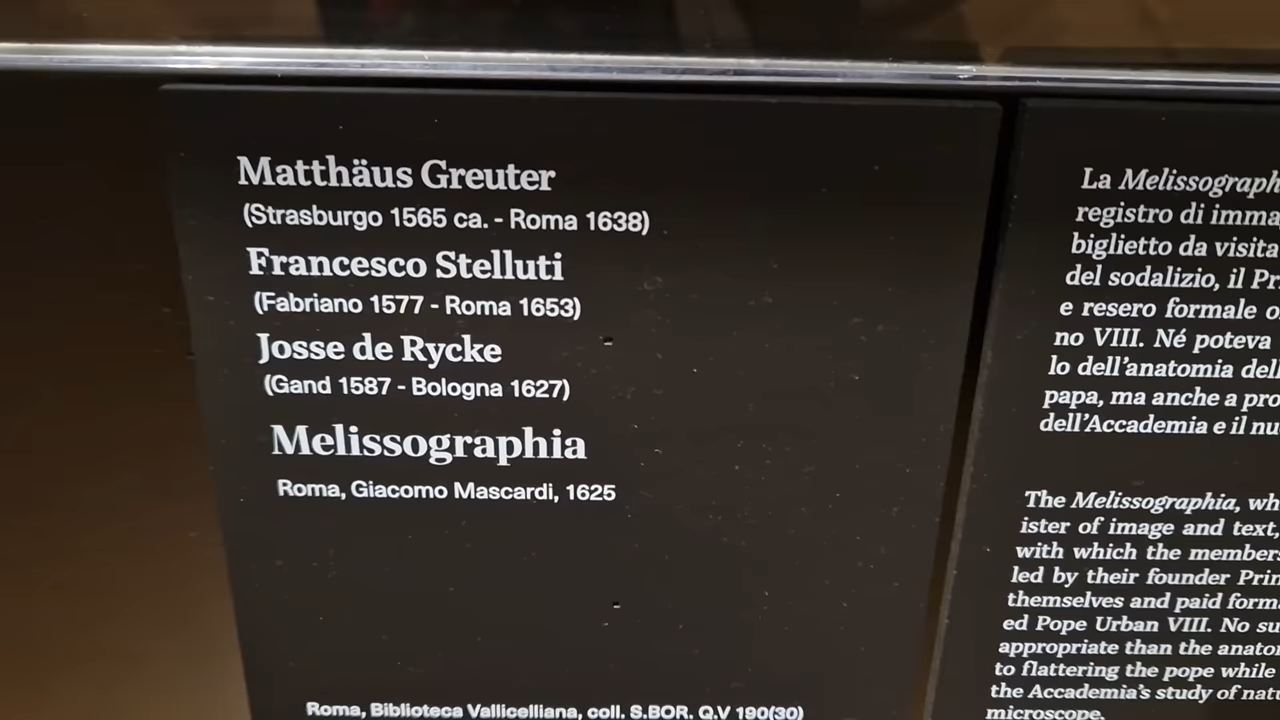 Matthäus Greuter
(Strasburgo 1565 ca. - Roma 1638)
Francesco Stelluti
(Fabriano 1577 - Roma 1653)
Josse de Rycke
(Gand 1587 - Bologna 1627)
Melissographia
Roma, Giacomo Mascardi, 1625
Roma, Biblioteca Vallicelliana, coll. S.BOR. Q.V 190(30)
La Melissograph
registro di imma
biglietto da visita
del sodalizio, il Pr
e resero formale o
no VIII. Né poteva
lo dell'anatomia dell
papa, ma anche a pro
dell'Accademia e il nu
The Melissographia, wh
ister of image and text,
with which the members
led by their founder Prin
themselves and paid form
ed Pope Urban VIII. No su
appropriate than the anato
to flattering the pope while
the Accademia's study of natu
microscope.